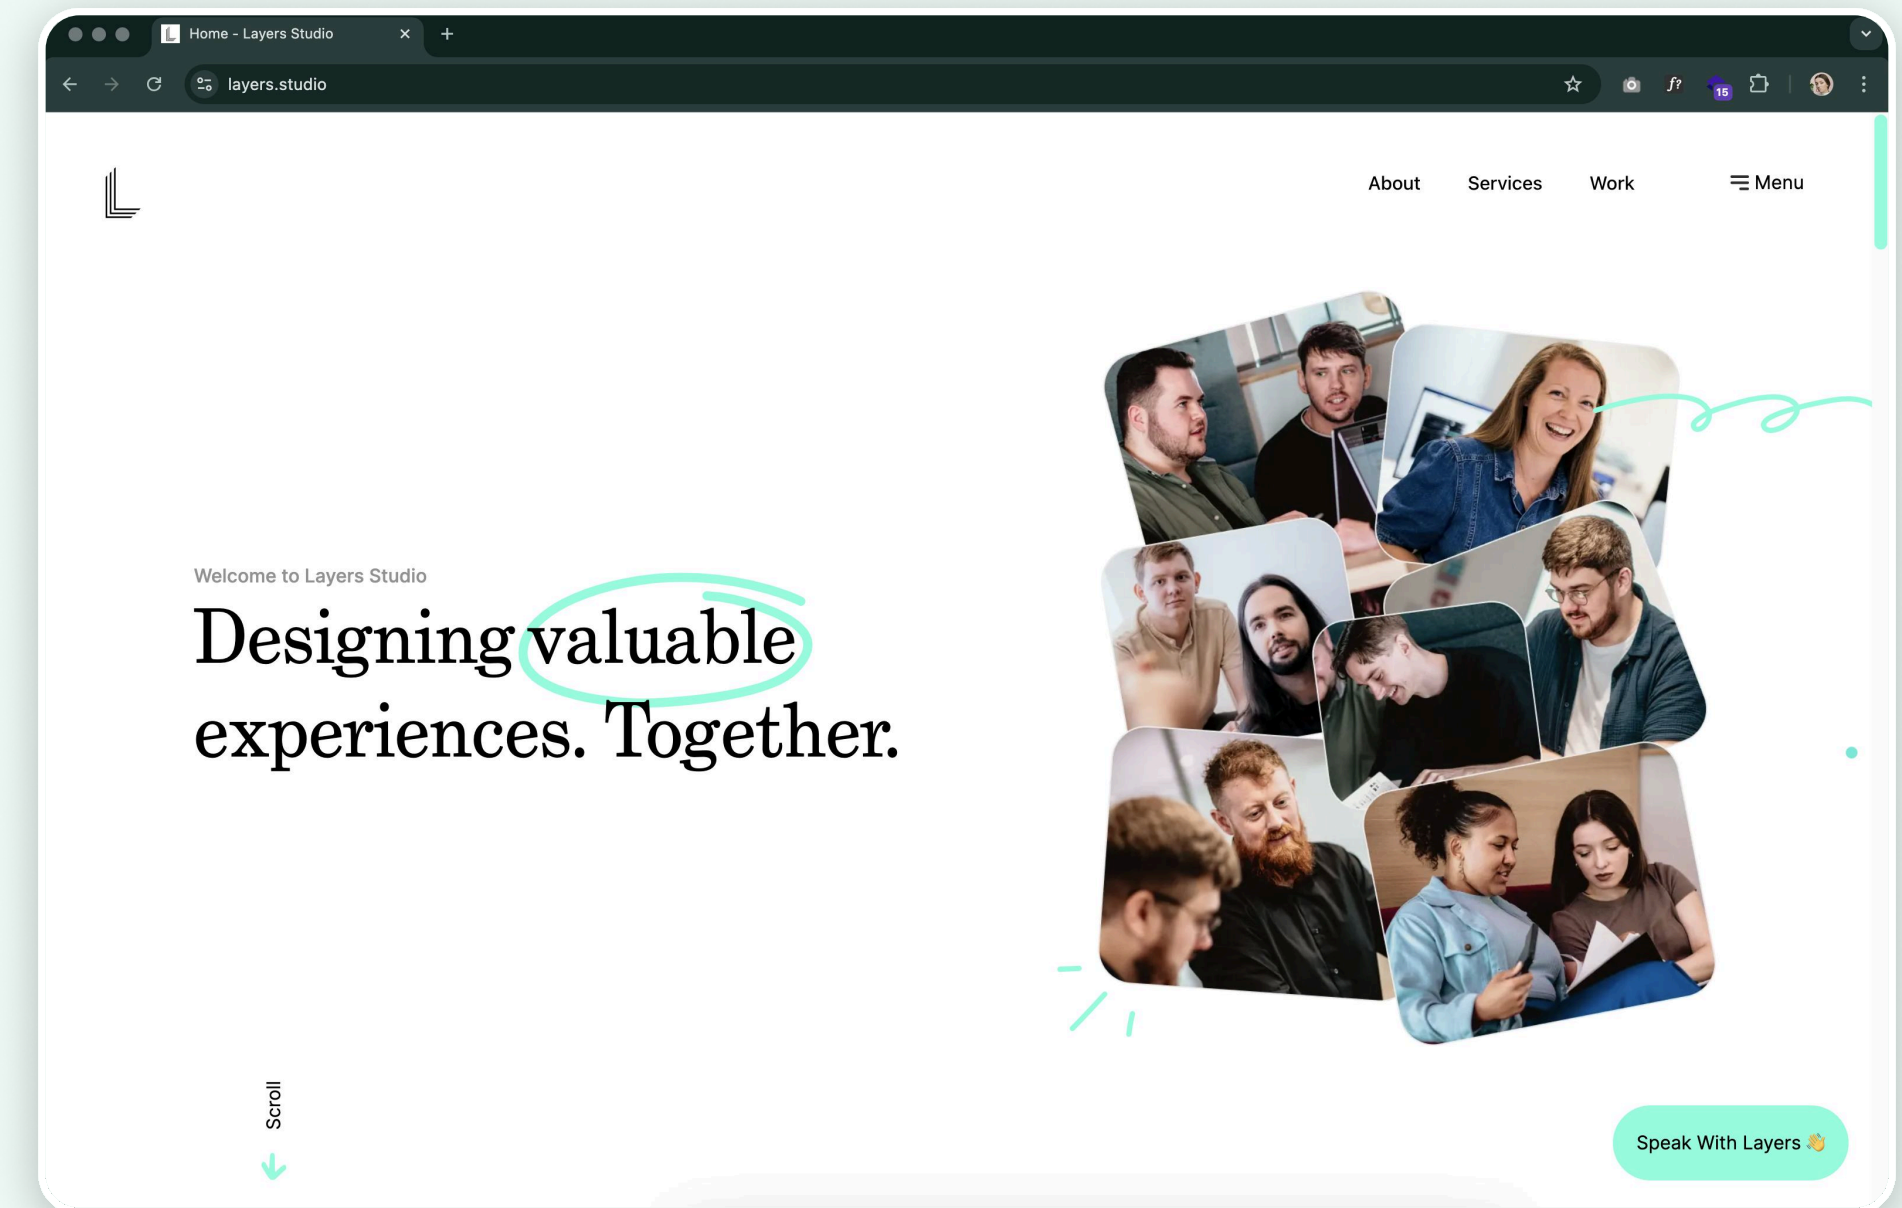 Home - Layers Studio
layers.studio
f?
15
About Services Work Menu
Welcome to Layers Studio
Designing valuable
experiences. Together.
Scroll
Speak With Layers 👋